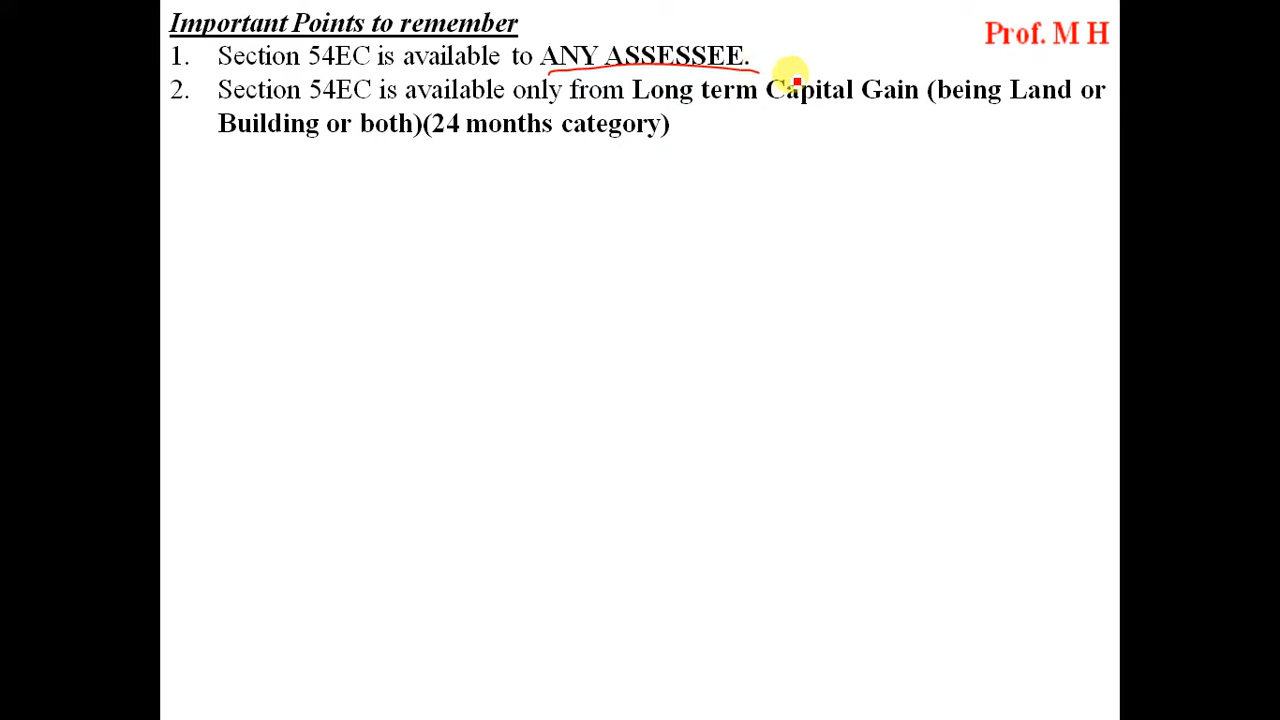 Important Points to remember
Prof. M H
1. Section 54EC is available to ANY ASSESSEE.
2. Section 54EC is available only from Long term Capital Gain (being Land or
Building or both)(24 months category)